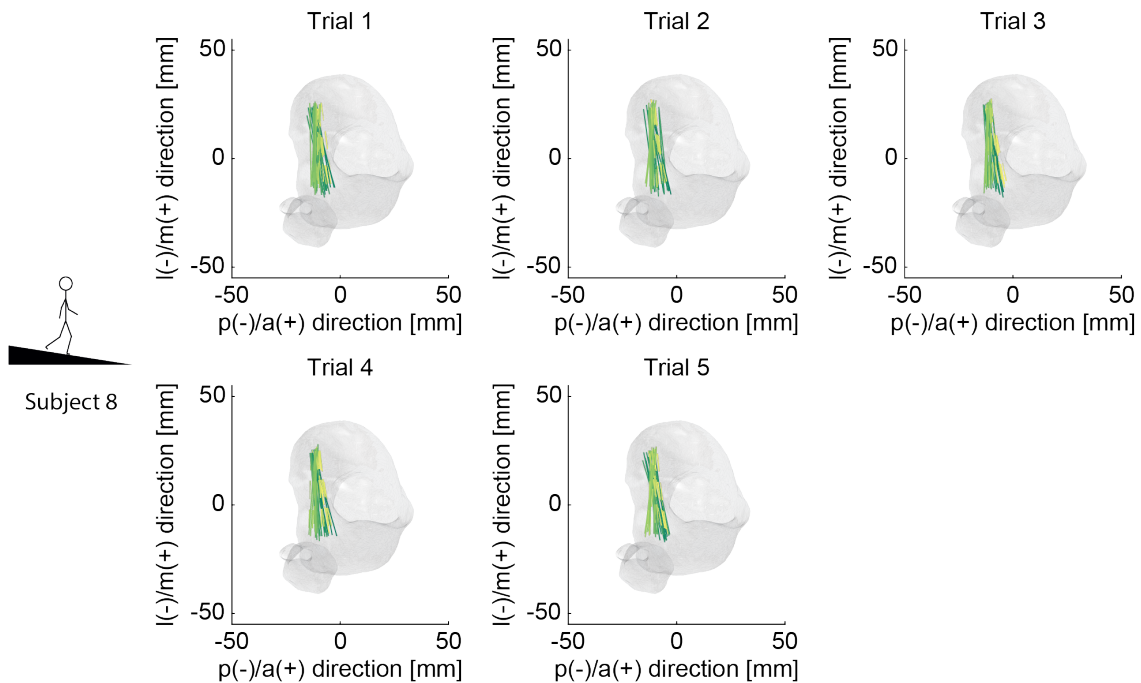 Trial 1
50
0
-50
l(-)/m(+) direction [mm]
-50
0
50
p(-)/a(+) direction [mm]
Trial 2
50
0
-50
l(-)/m(+) direction [mm]
-50
0
50
p(-)/a(+) direction [mm]
Trial 3
50
0
-50
l(-)/m(+) direction [mm]
-50
0
50
p(-)/a(+) direction [mm]
Subject 8
Trial 4
50
0
-50
l(-)/m(+) direction [mm]
-50
0
50
p(-)/a(+) direction [mm]
Trial 5
50
0
-50
l(-)/m(+) direction [mm]
-50
0
50
p(-)/a(+) direction [mm]